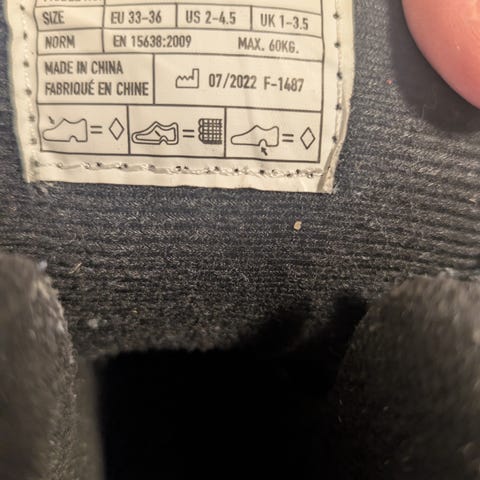 SIZE EU 33-36 US 2-4.5 UK 1-3.5
NORM EN 15638:2009 MAX. 60KG.
MADE IN CHINA
FABRIQUÉ EN CHINE
07/2022 F-1487